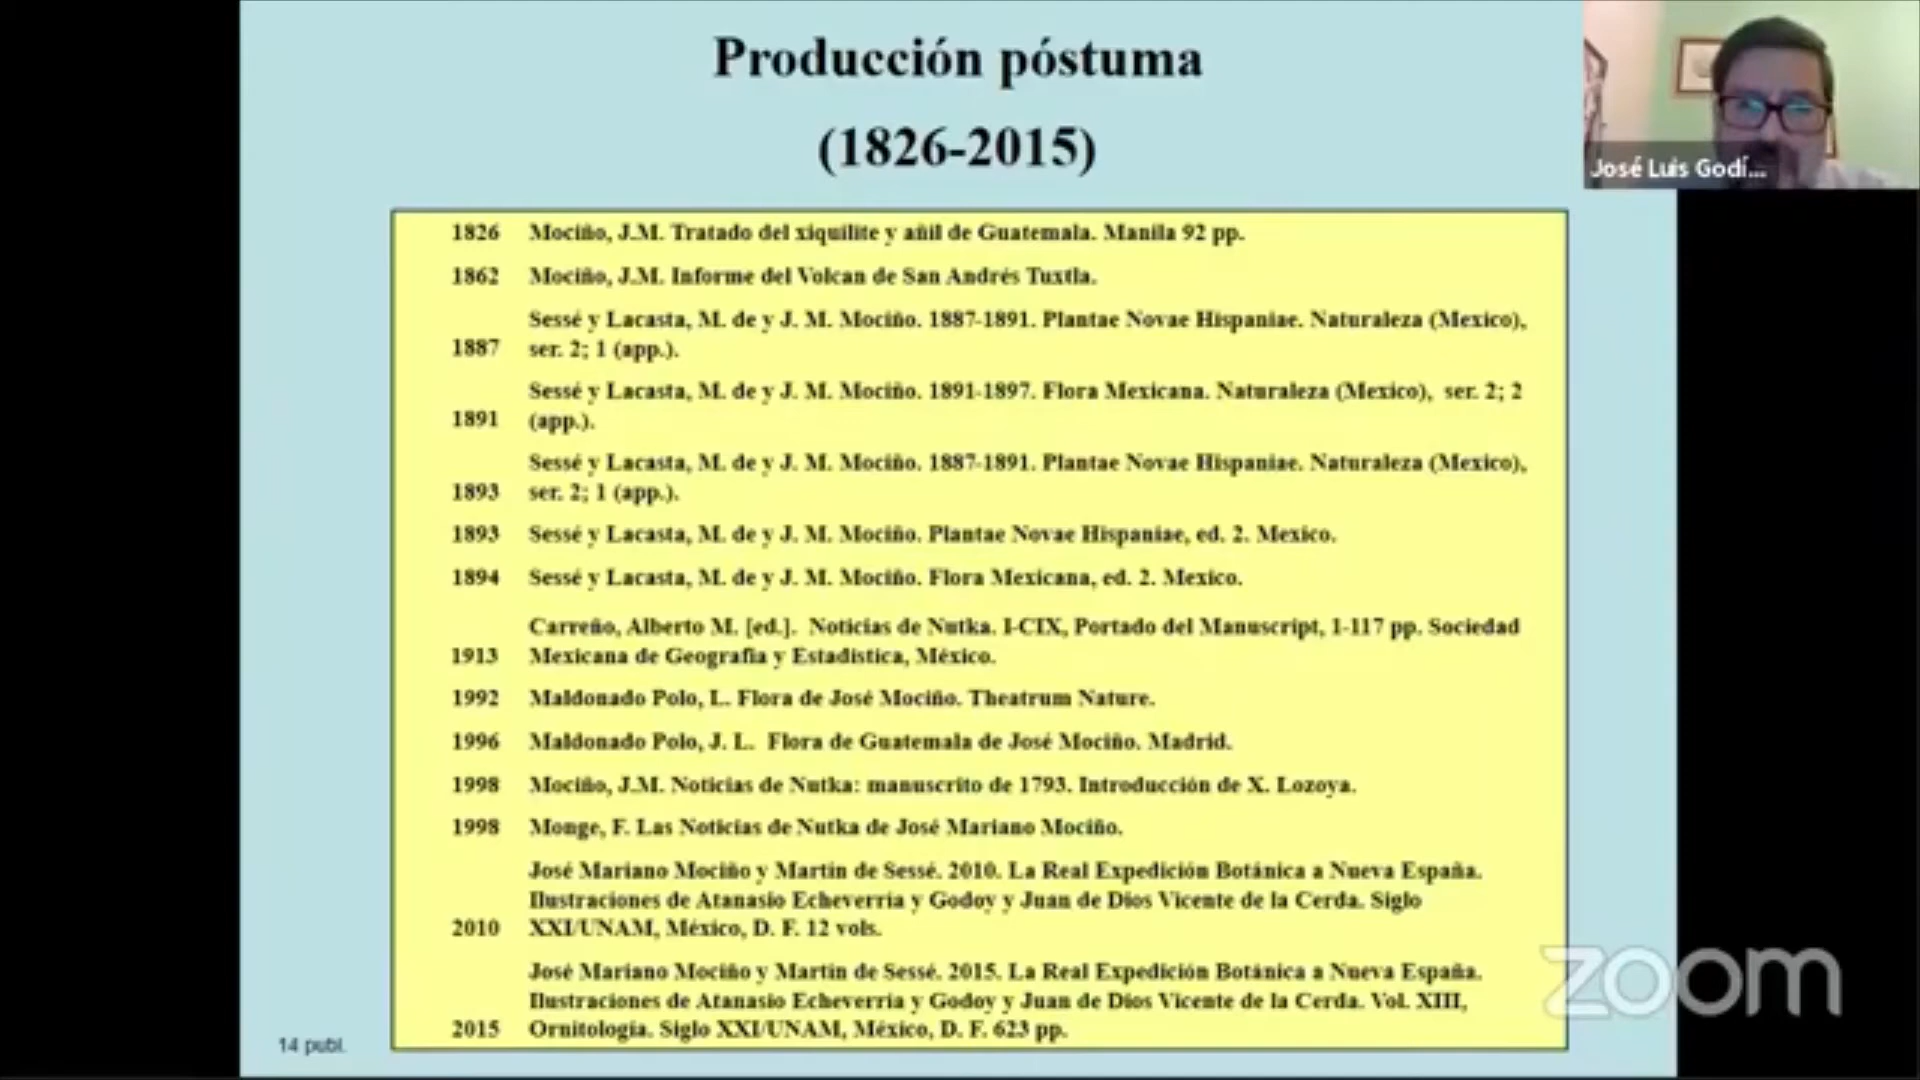 Producción póstuma
(1826-2015)
José Luis Godí...
1826 Mociño, J.M. Tratado del xiquilite y añil de Guatemala. Manila 92 pp.
1862 Mociño, J.M. Informe del Volcan de San Andrés Tuxtla.
Sessé y Lacasta, M. de y J. M. Mociño. 1887-1891. Plantae Novae Hispaniae. Naturaleza (Mexico),
1887 ser. 2; 1 (app.).
Sessé y Lacasta, M. de y J. M. Mociño. 1891-1897. Flora Mexicana. Naturaleza (Mexico), ser. 2; 2
1891 (app.).
Sessé y Lacasta, M. de y J. M. Mociño. 1887-1891. Plantae Novae Hispaniae. Naturaleza (Mexico),
1893 ser. 2; 1 (app.).
1893 Sessé y Lacasta, M. de y J. M. Mociño. Plantae Novae Hispaniae, ed. 2. Mexico.
1894 Sessé y Lacasta, M. de y J. M. Mociño. Flora Mexicana, ed. 2. Mexico.
Carreño, Alberto M. [ed.]. Noticias de Nutka. I-CIX, Portado del Manuscript, 1-117 pp. Sociedad
1913 Mexicana de Geografía y Estadística, México.
1992 Maldonado Polo, L. Flora de José Mociño. Theatrum Nature.
1996 Maldonado Polo, J. L. Flora de Guatemala de José Mociño. Madrid.
1998 Mociño, J.M. Noticias de Nutka: manuscrito de 1793. Introducción de X. Lozoya.
1998 Monge, F. Las Noticias de Nutka de José Mariano Mociño.
José Mariano Mociño y Martín de Sessé. 2010. La Real Expedición Botánica a Nueva España.
Ilustraciones de Atanasio Echeverría y Godoy y Juan de Dios Vicente de la Cerda. Siglo
2010 XXI/UNAM, México, D. F. 12 vols.
José Mariano Mociño y Martín de Sessé. 2015. La Real Expedición Botánica a Nueva España.
Ilustraciones de Atanasio Echeverría y Godoy y Juan de Dios Vicente de la Cerda. Vol. XIII,
2015 Ornitología. Siglo XXI/UNAM, México, D. F. 623 pp.
14 publ.
zoom